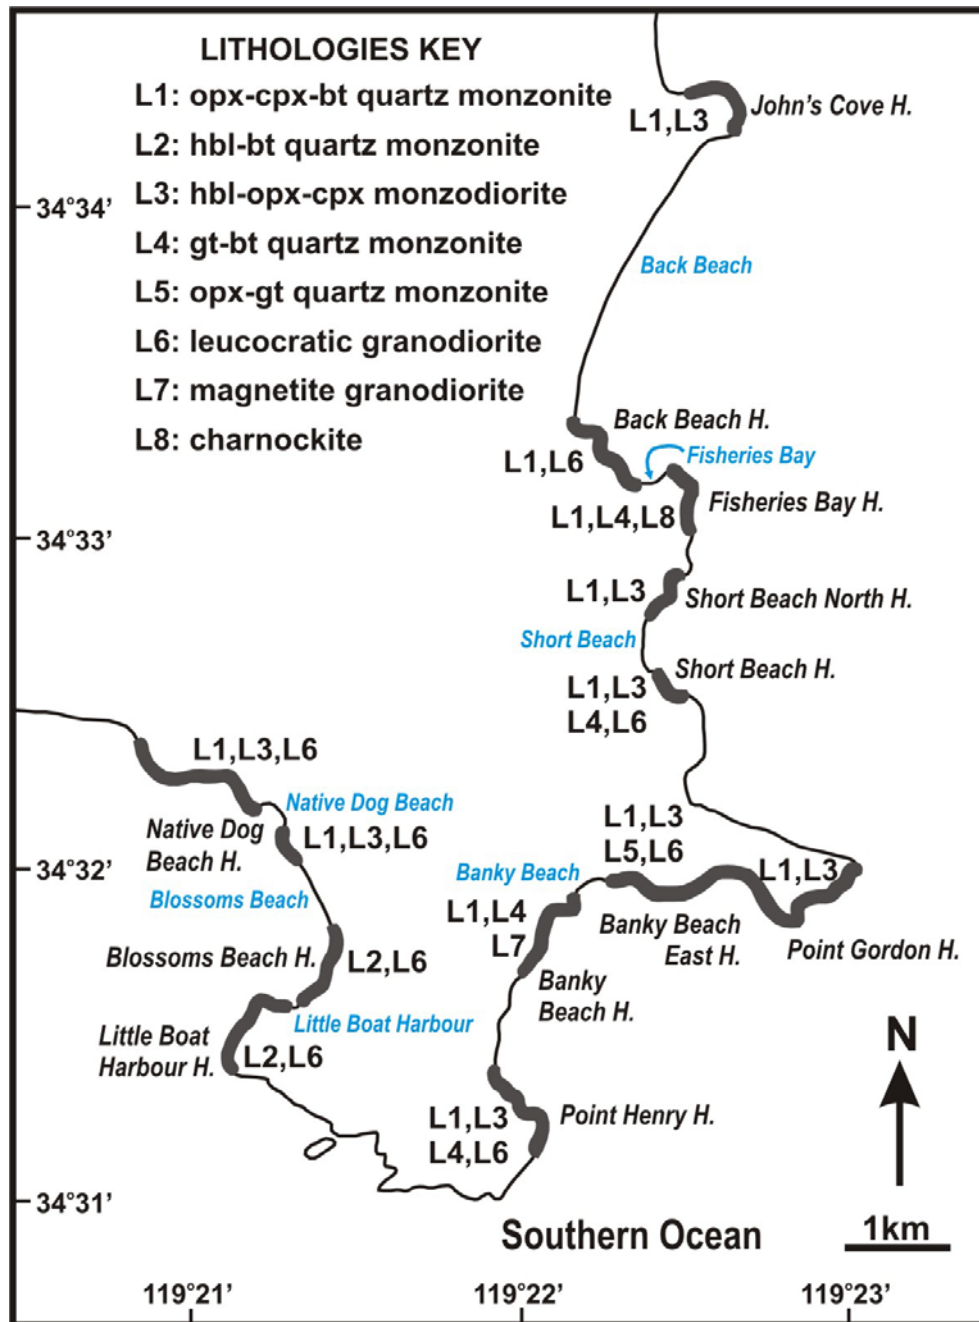 LITHOLOGIES KEY
L1: opx-cpx-bt quartz monzonite
L2: hbl-bt quartz monzonite
L3: hbl-opx-cpx monzodiorite
L4: gt-bt quartz monzonite
L5: opx-gt quartz monzonite
L6: leucocratic granodiorite
L7: magnetite granodiorite
L8: charnockite
John's Cove H.
L1,L3
34°34'
Back Beach
Back Beach H.
L1,L6
Fisheries Bay
Fisheries Bay H.
L1,L4,L8
34°33'
L1,L3
Short Beach North H.
Short Beach
Short Beach H.
L1,L3
L4,L6
L1,L3,L6
Native Dog Beach
Native Dog
Beach H.
L1,L3,L6
L1,L3
L5,L6
34°32'
Banky Beach
L1,L3
Blossoms Beach
L1,L4
L7
Banky Beach
East H.
Point Gordon H.
Blossoms Beach H.
L2,L6
Banky
Beach H.
Little Boat Harbour
Little Boat
Harbour H.
L2,L6
N
L1,L3
L4,L6
Point Henry H.
34°31'
Southern Ocean
1km
119°21'
119°22'
119°23'